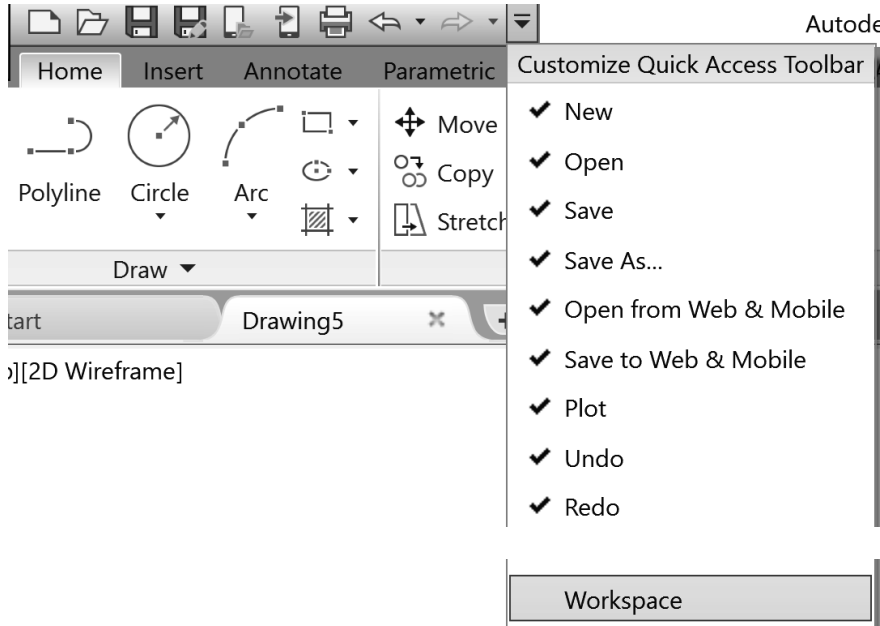 Autode
Home Insert Annotate Parametric
Customize Quick Access Toolbar
Polyline Circle Arc
Move
Copy
Stretch
Draw
New
Open
Save
Save As...
Open from Web & Mobile
Save to Web & Mobile
Plot
Undo
Redo
Workspace
tart
Drawing5
][2D Wireframe]